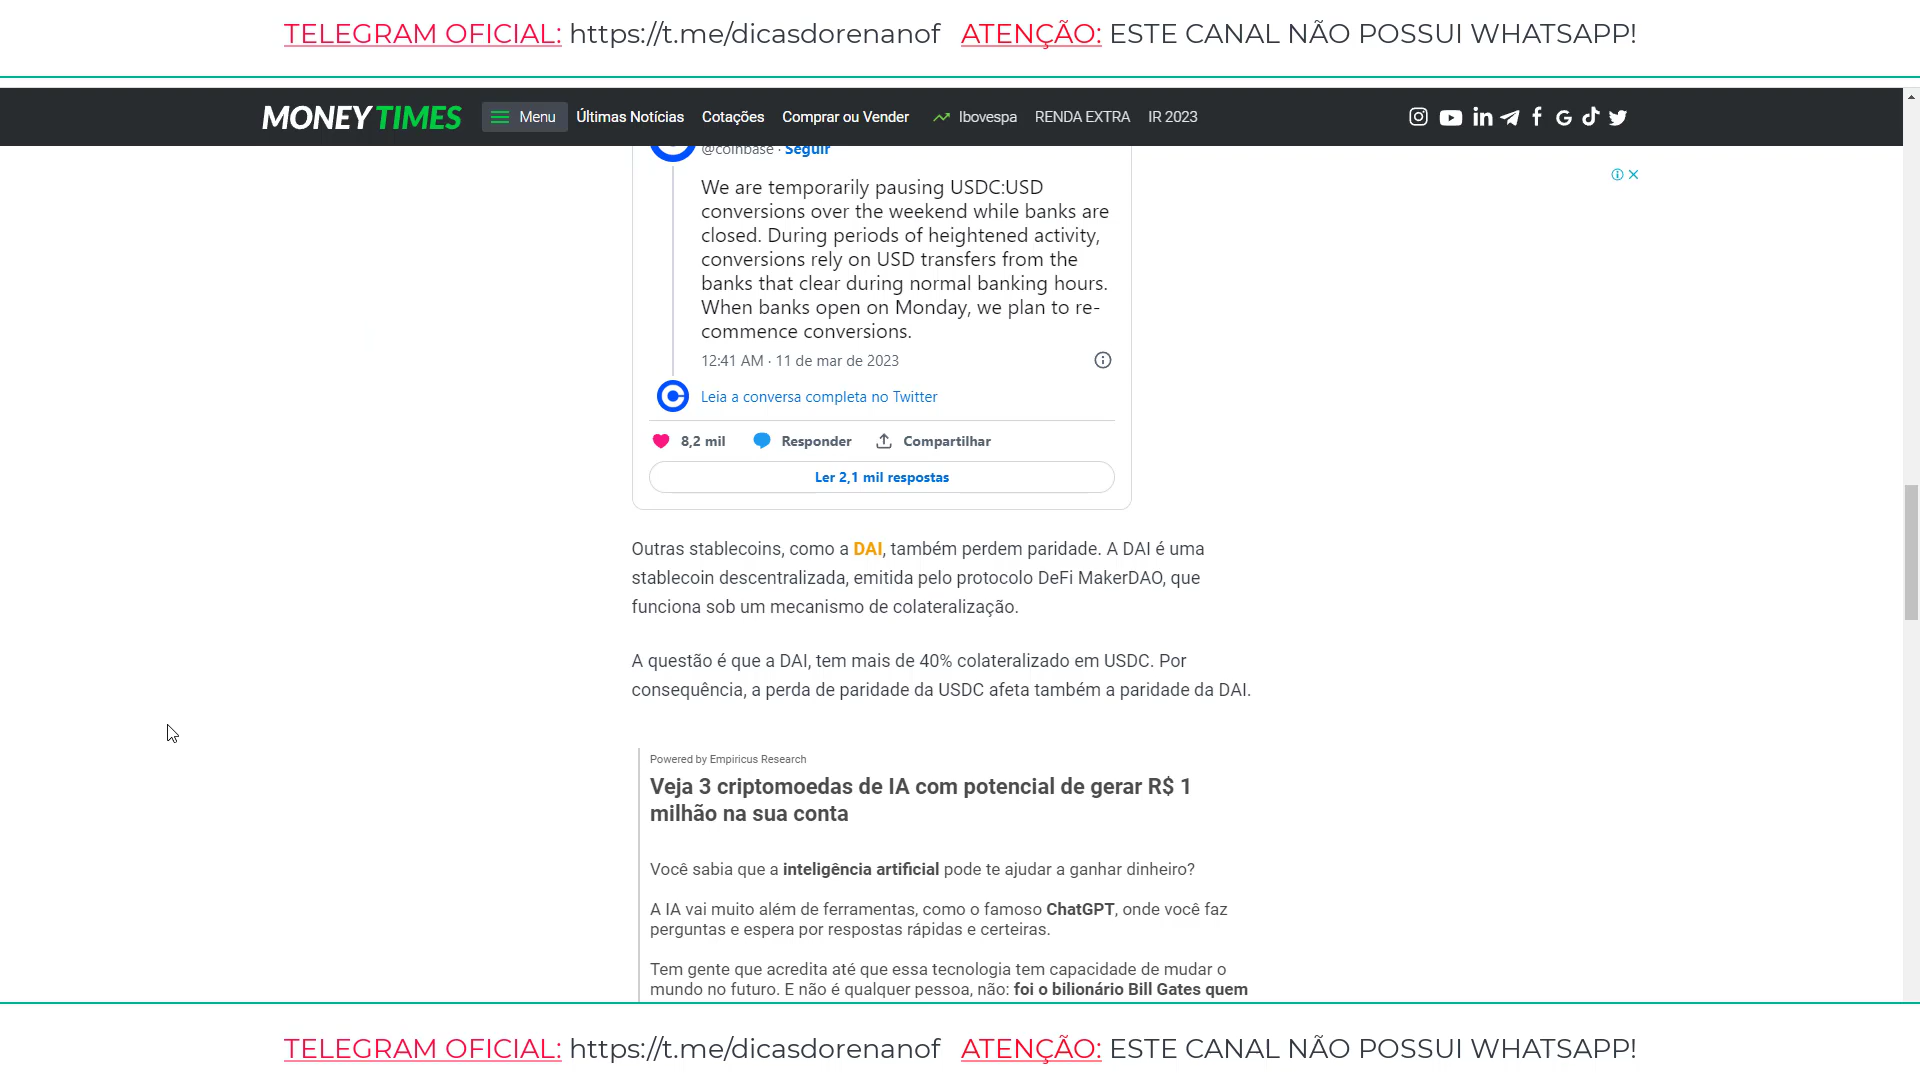 TELEGRAM OFICIAL: https://t.me/dicasdorenanof ATENÇÃO: ESTE CANAL NÃO POSSUI WHATSAPP!
MONEY TIMES Menu Últimas Notícias Cotações Comprar ou Vender Ibovespa RENDA EXTRA IR 2023
@coinbase · Seguir
We are temporarily pausing USDC:USD
conversions over the weekend while banks are
closed. During periods of heightened activity,
conversions rely on USD transfers from the
banks that clear during normal banking hours.
When banks open on Monday, we plan to re-
commence conversions.
12:41 AM · 11 de mar de 2023
Leia a conversa completa no Twitter
8,2 mil Responder Compartilhar
Ler 2,1 mil respostas
Outras stablecoins, como a DAI, também perdem paridade. A DAI é uma
stablecoin descentralizada, emitida pelo protocolo DeFi MakerDAO, que
funciona sob um mecanismo de colateralização.
A questão é que a DAI, tem mais de 40% colateralizado em USDC. Por
consequência, a perda de paridade da USDC afeta também a paridade da DAI.
Powered by Empiricus Research
Veja 3 criptomoedas de IA com potencial de gerar R$ 1
milhão na sua conta
Você sabia que a inteligência artificial pode te ajudar a ganhar dinheiro?
A IA vai muito além de ferramentas, como o famoso ChatGPT, onde você faz
perguntas e espera por respostas rápidas e certeiras.
Tem gente que acredita até que essa tecnologia tem capacidade de mudar o
mundo no futuro. E não é qualquer pessoa, não: foi o bilionário Bill Gates quem
TELEGRAM OFICIAL: https://t.me/dicasdorenanof ATENÇÃO: ESTE CANAL NÃO POSSUI WHATSAPP!